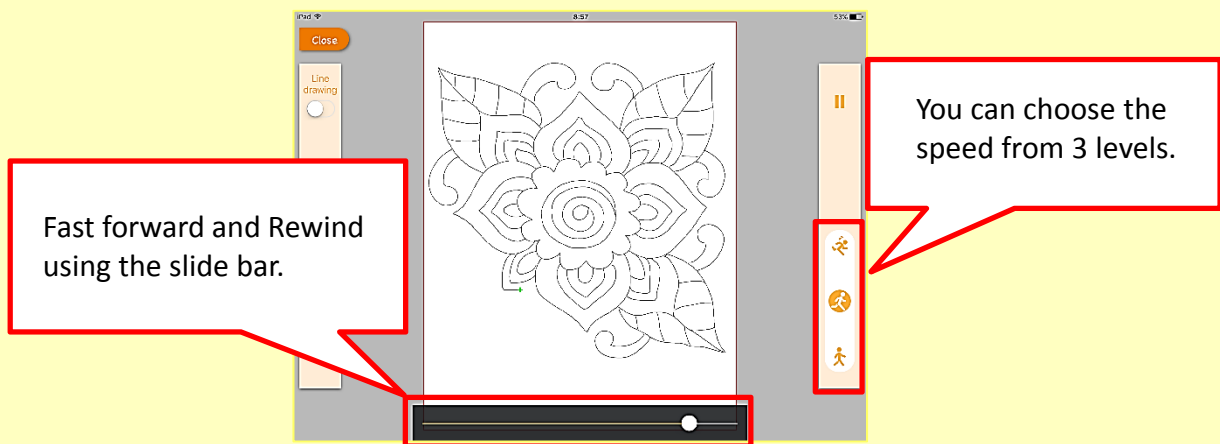 iPad 8:57 53%
Close
Line
drawing
You can choose the
speed from 3 levels.
Fast forward and Rewind
using the slide bar.